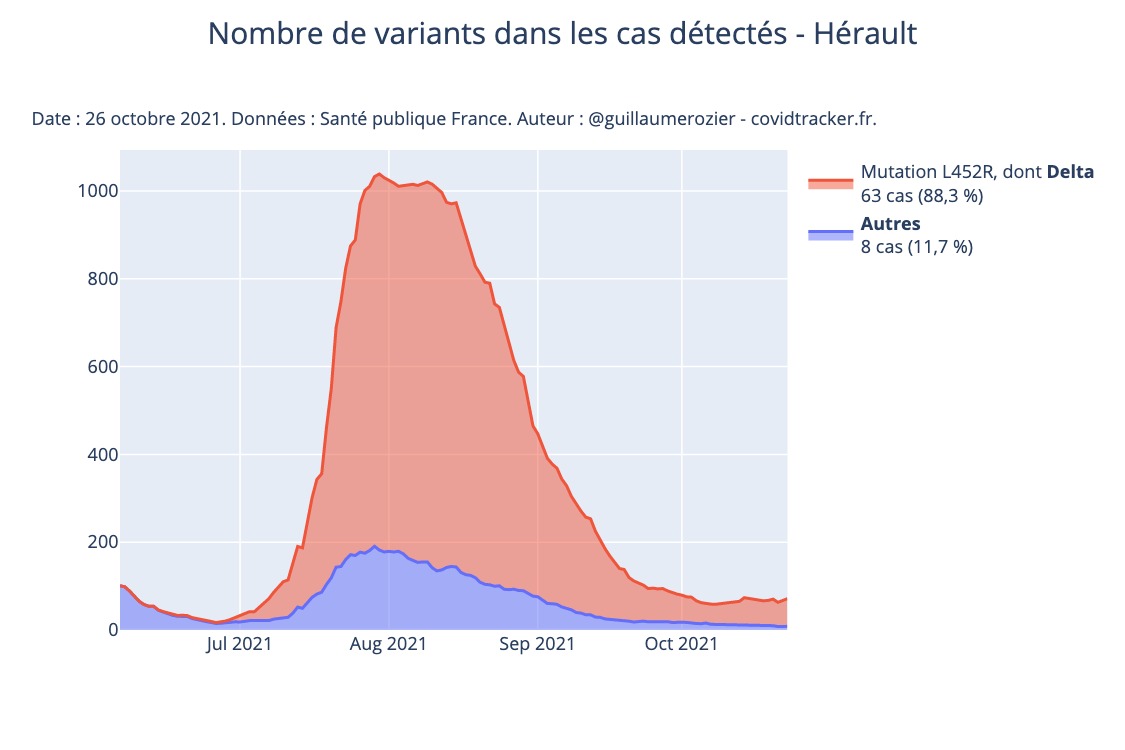 Nombre de variants dans les cas détectés - Hérault
Date : 26 octobre 2021. Données : Santé publique France. Auteur : @guillaumerozier - covidtracker.fr.
Mutation L452R, dont Delta
63 cas (88,3 %)
Autres
8 cas (11,7 %)
1000
800
600
400
200
0
Jul 2021 Aug 2021 Sep 2021 Oct 2021